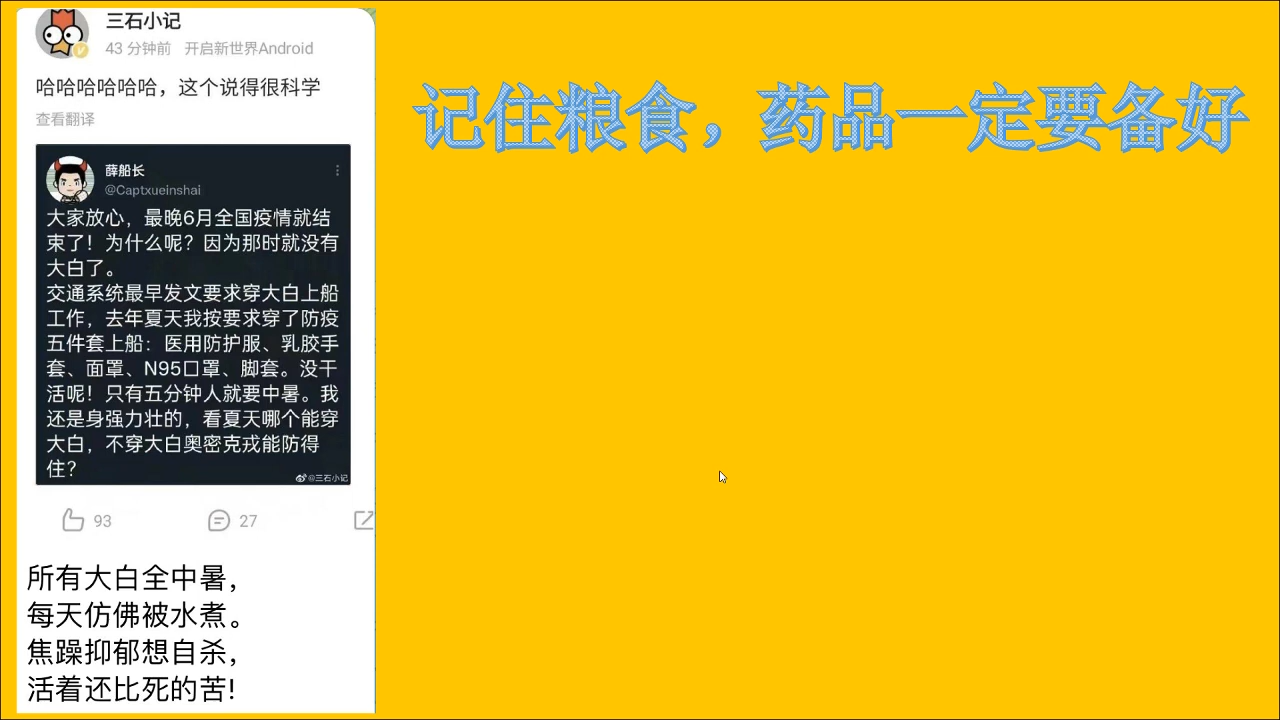 三石小记
43 分钟前 开启新世界Android
哈哈哈哈哈哈，这个说得很科学
查看翻译
薛船长
@Captxueinshai
大家放心，最晚6月全国疫情就结
束了！为什么呢？因为那时就没有
大白了。
交通系统最早发文要求穿大白上船
工作，去年夏天我按要求穿了防疫
五件套上船：医用防护服、乳胶手
套、面罩、N95口罩、脚套。没干
活呢！只有五分钟人就要中暑。我
还是身强力壮的，看夏天哪个能穿
大白，不穿大白奥密克戎能防得
住？
@三石小记
93 27
所有大白全中暑，
每天仿佛被水煮。
焦躁抑郁想自杀，
活着还比死的苦!
记住粮食，药品一定要备好